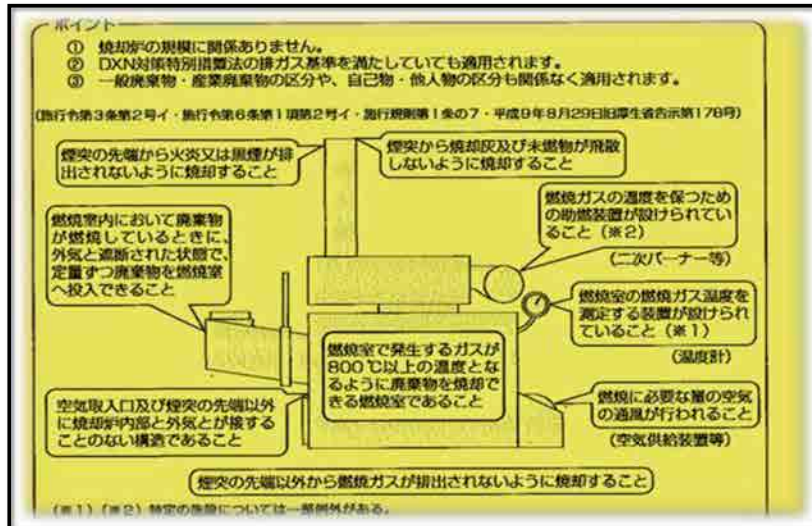 ポイント
① 焼却炉の規模に関係ありません。
② DXN対策特別措置法の排ガス基準を満たしていても適用されます。
③ 一般廃棄物・産業廃棄物の区分や、自己物・他人物の区分も関係なく適用されます。
(施行令第3条第2号イ・施行令第6条第1項第2号イ・施行規則第1条の7・平成9年8月29日旧厚生省告示第178号)
煙突の先端から火炎又は黒煙が排
出されないように焼却すること
煙突から焼却灰及び未燃物が飛散
しないように焼却すること
燃焼ガスの温度を保つため
の助燃装置が設けられてい
ること(※2)
(二次バーナー等)
燃焼室内において廃棄物
が燃焼しているときに、
外気と遮断された状態で、
定量ずつ廃棄物を燃焼室
へ投入できること
燃焼室の燃焼ガス温度を
測定する装置が設けられ
ていること(※1)
(温度計)
燃焼室で発生するガスが
800℃以上の温度とな
るように廃棄物を焼却で
きる燃焼室であること
空気取入口及び煙突の先端以外
に焼却炉内部と外気とが接する
ことのない構造であること
燃焼に必要な量の空気
の通風が行われること
(空気供給装置等)
煙突の先端以外から燃焼ガスが排出されないように焼却すること
(※1)(※2)特定の施設については一部例外がある。